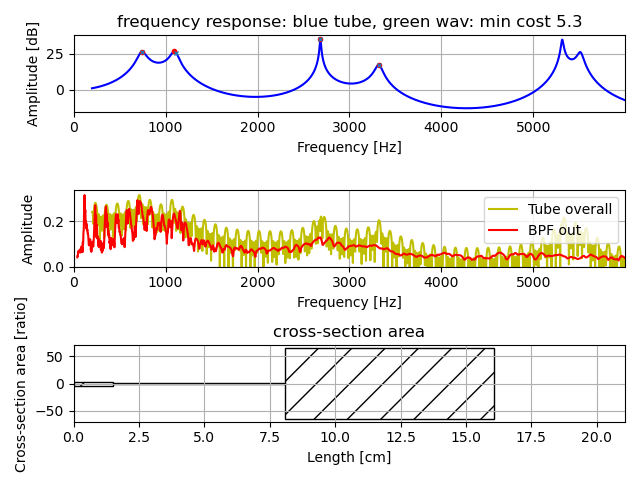 frequency response: blue tube, green wav: min cost 5.3
Amplitude [dB]
25
0
0 1000 2000 3000 4000 5000
Frequency [Hz]
Amplitude
0.2
0.0
Tube overall
BPF out
0 1000 2000 3000 4000 5000
Frequency [Hz]
cross-section area
Cross-section area [ratio]
50
0
−50
0.0 2.5 5.0 7.5 10.0 12.5 15.0 17.5 20.0
Length [cm]